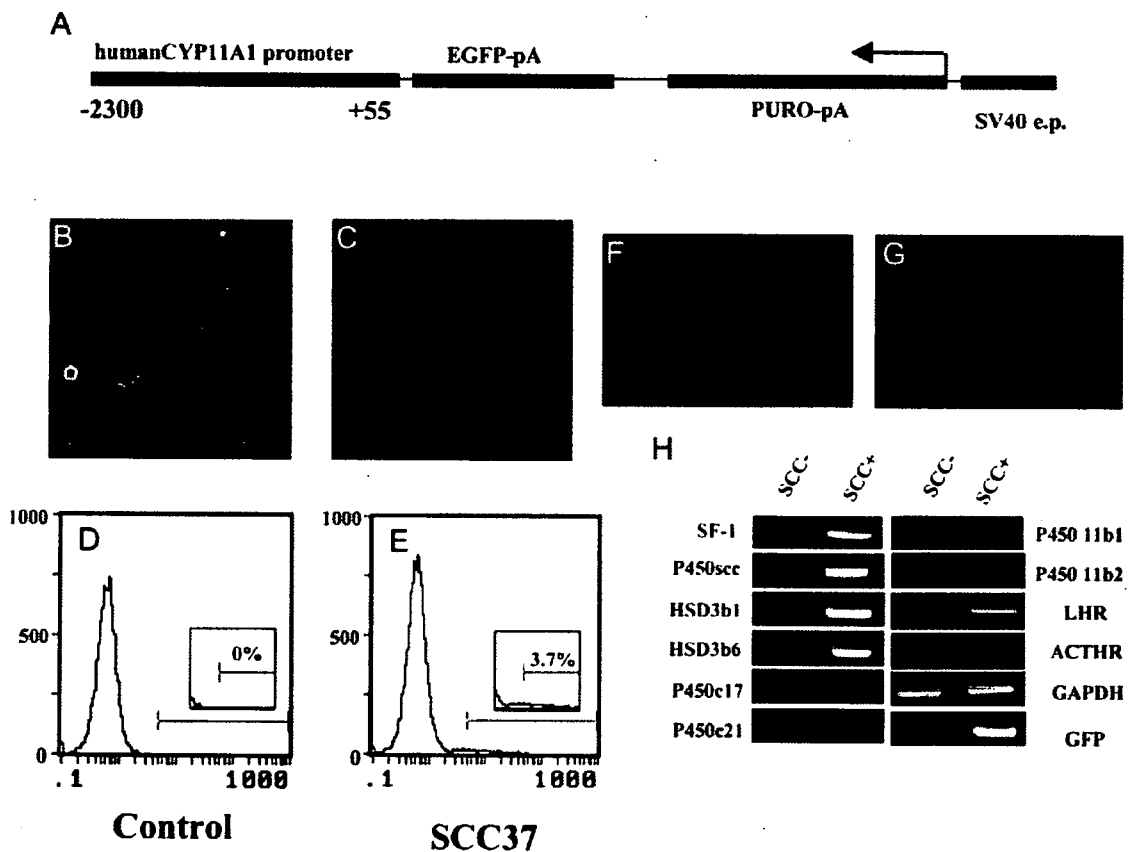 A
humanCYP11A1 promoter
EGFP-pA
-2300
+55
PURO-pA
SV40 e.p.
B
C
F
G
H
SCC-
SCC+
SCC-
SCC+
SF-1
P450 11b1
P450scc
P450 11b2
HSD3b1
LHR
HSD3b6
ACTHR
P450c17
GAPDH
P450c21
GFP
1000
D
500
0%
0
.1
1000
Control
1000
E
500
3.7%
0
.1
1000
SCC37